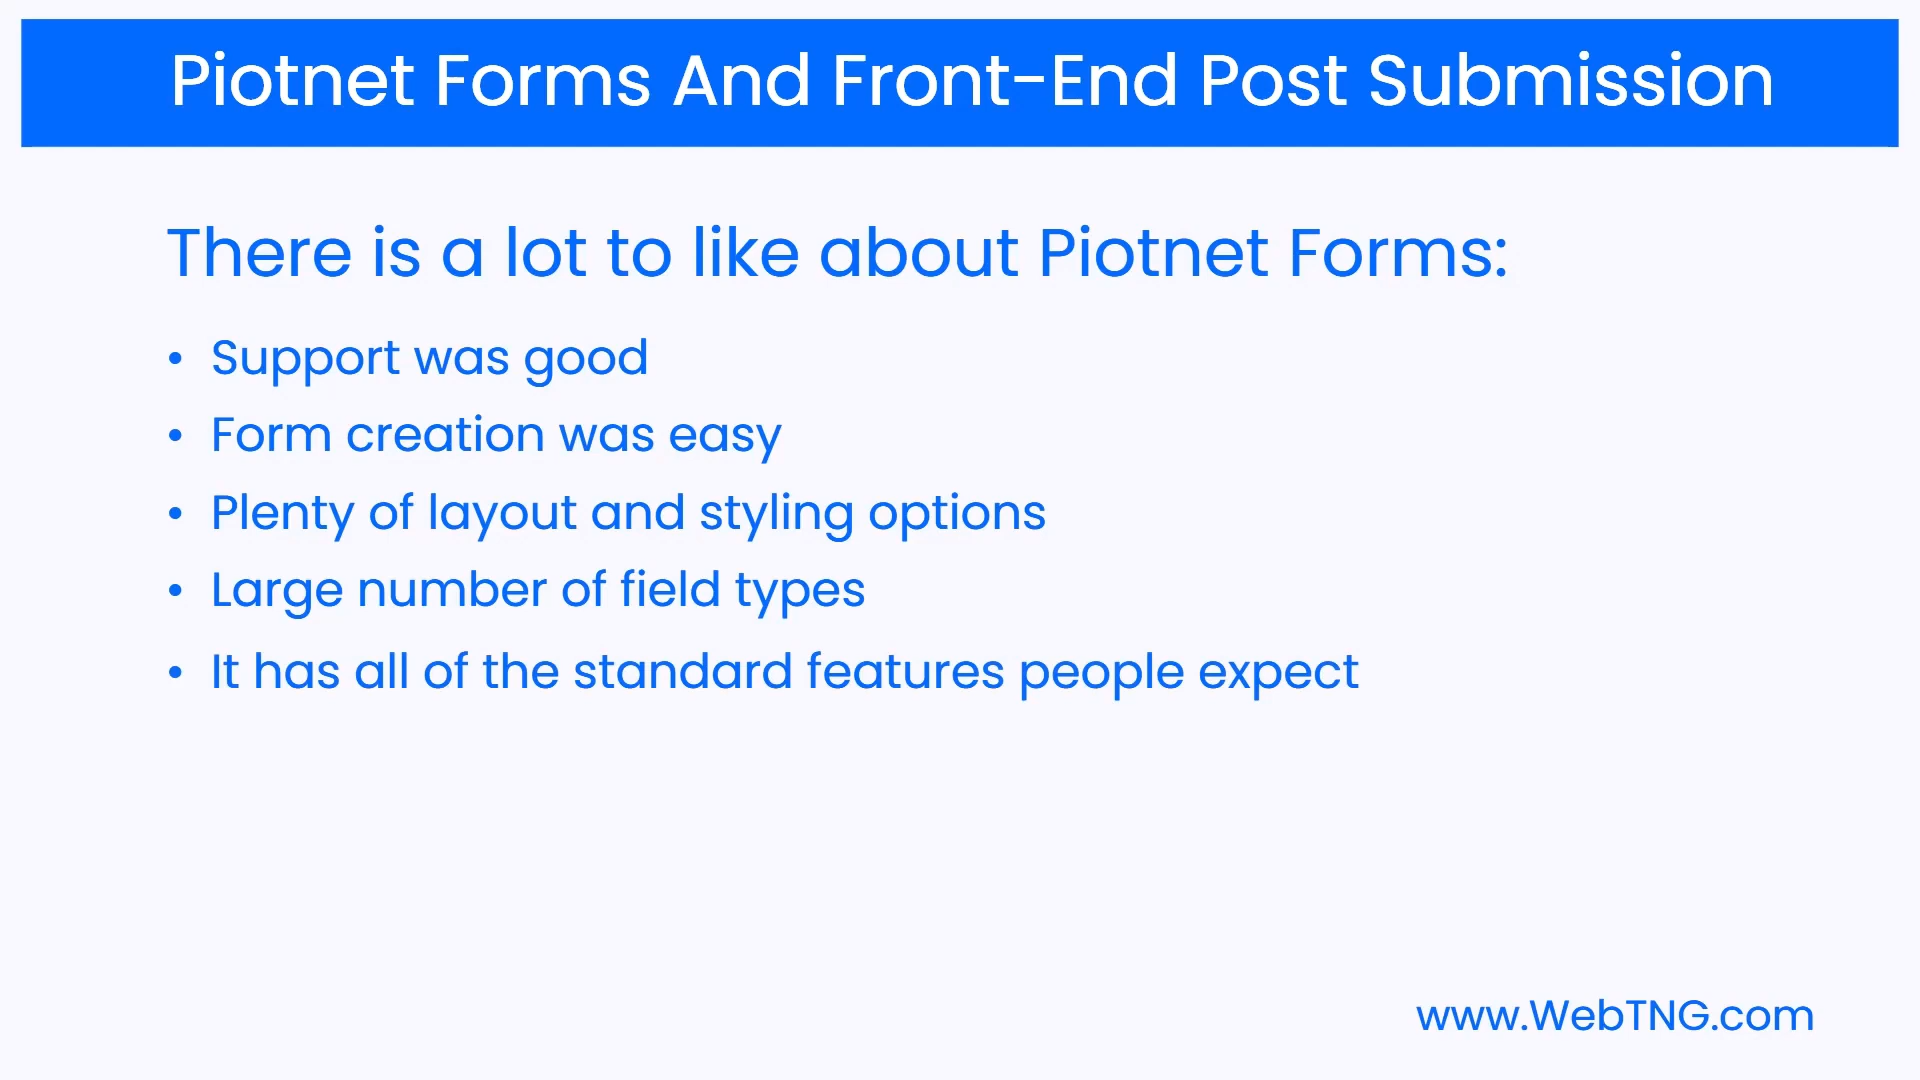 Piotnet Forms And Front-End Post Submission
There is a lot to like about Piotnet Forms:
• Support was good
• Form creation was easy
• Plenty of layout and styling options
• Large number of field types
• It has all of the standard features people expect
www.WebTNG.com